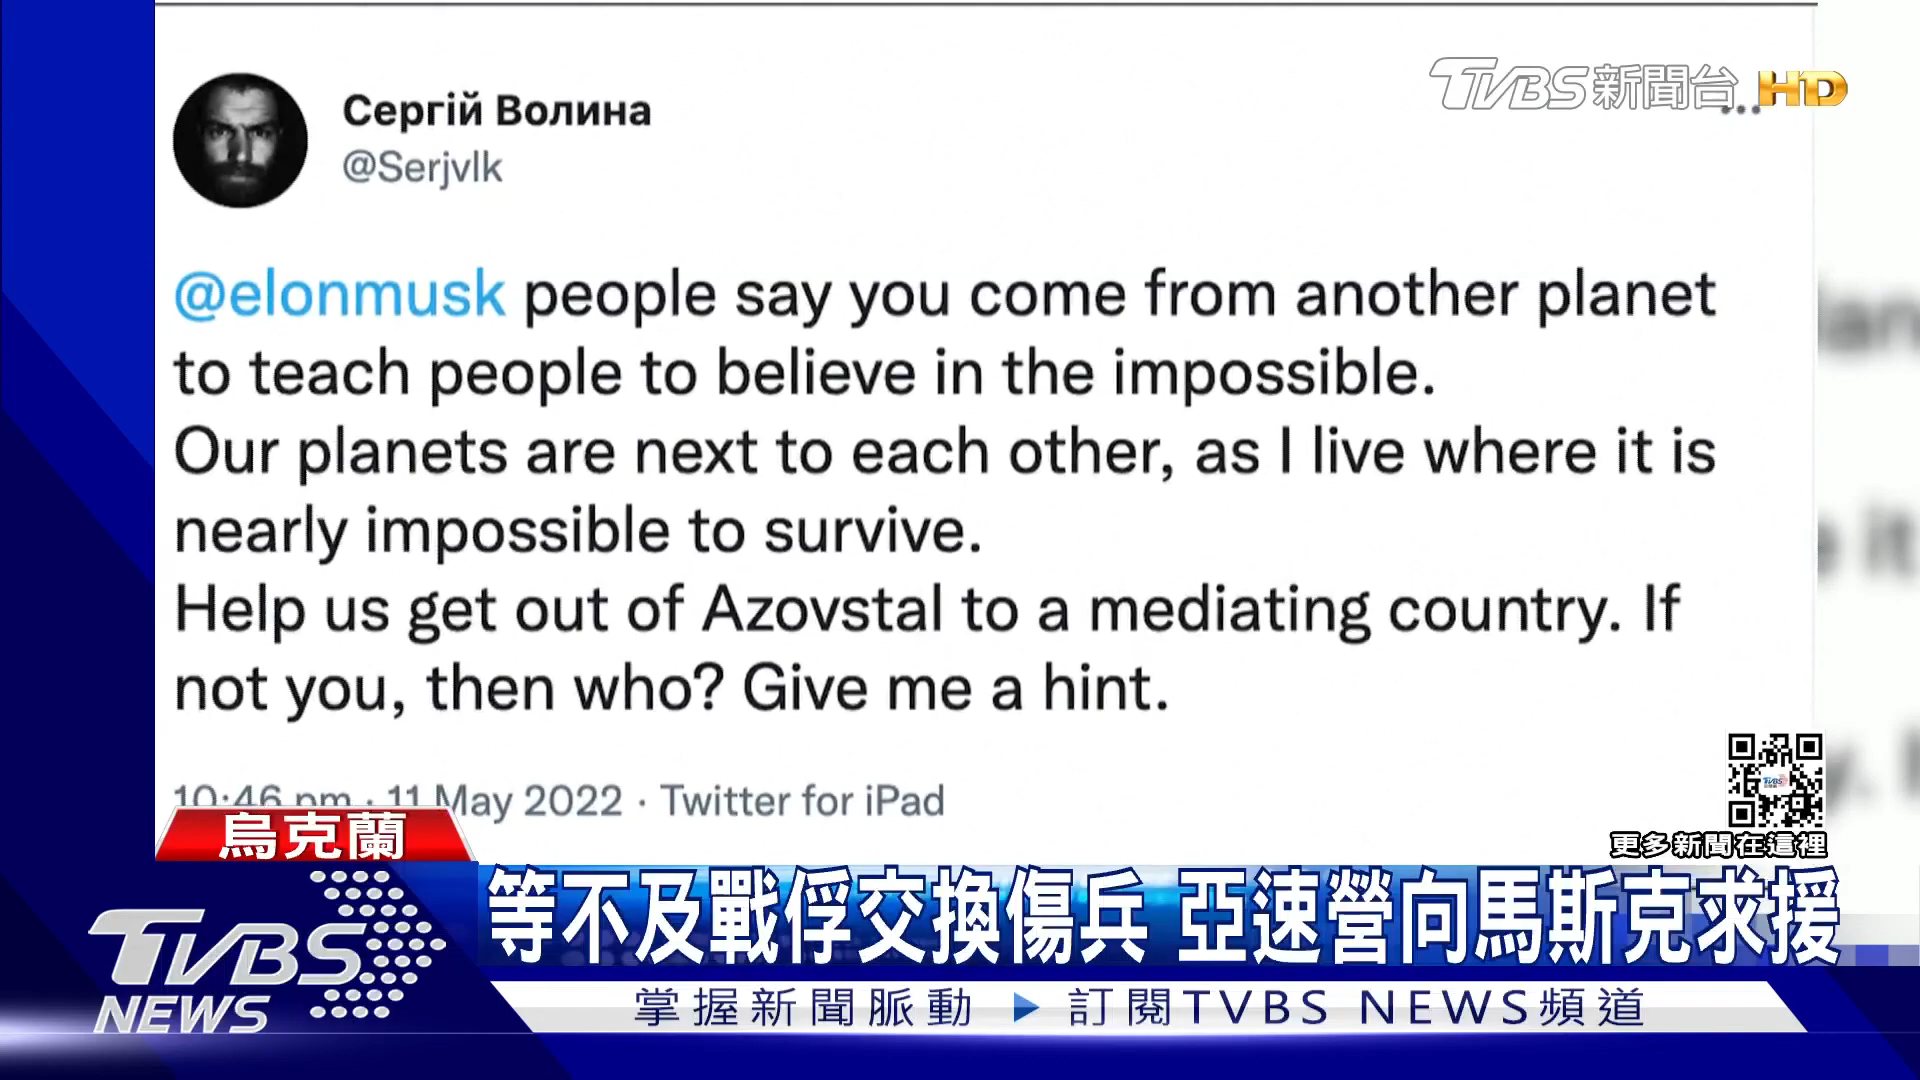 TVBS新聞台 HD
Сергій Волина
@Serjvlk
@elonmusk people say you come from another planet
to teach people to believe in the impossible.
Our planets are next to each other, as I live where it is
nearly impossible to survive.
Help us get out of Azovstal to a mediating country. If
not you, then who? Give me a hint.
10:46 pm · 11 May 2022 · Twitter for iPad
更多新聞在這裡
烏克蘭
等不及戰俘交換傷兵 亞速營向馬斯克求援
TVBS
NEWS
掌握新聞脈動 ▶ 訂閱TVBS NEWS頻道